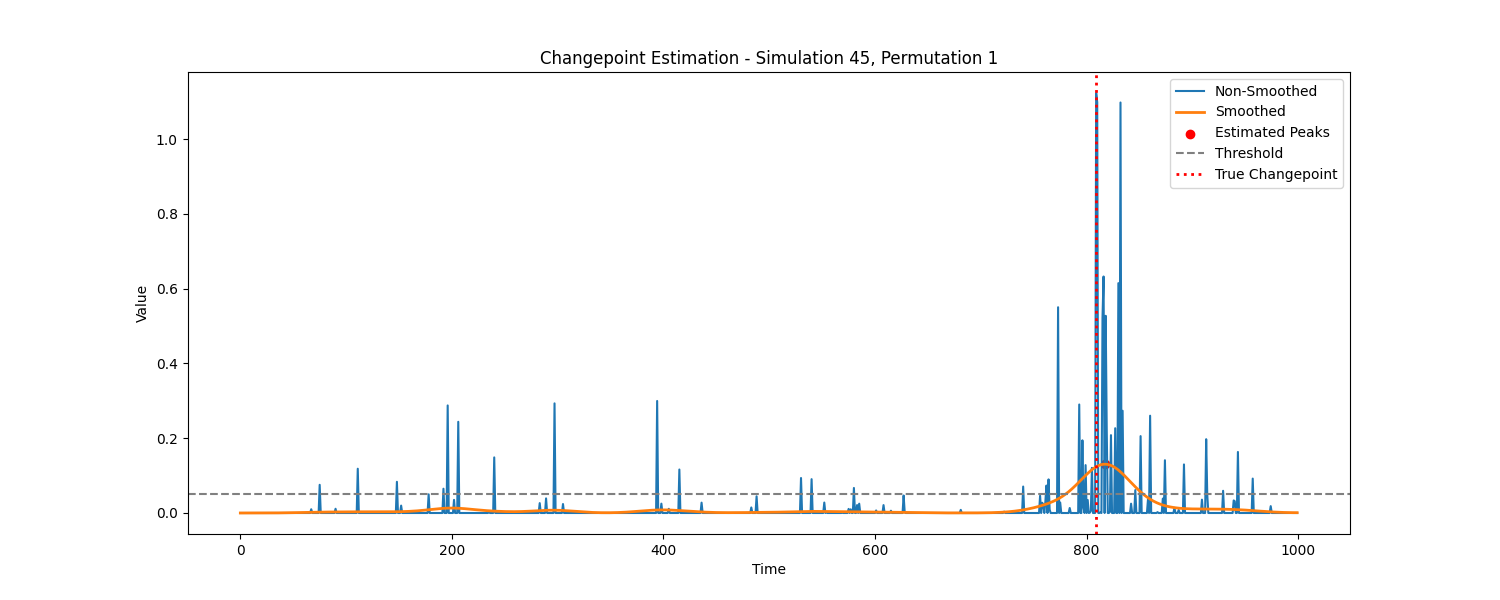 Changepoint Estimation - Simulation 45, Permutation 1
Non-Smoothed
Smoothed
Estimated Peaks
Threshold
True Changepoint
Value
1.0
0.8
0.6
0.4
0.2
0.0
0
200
400
600
800
1000
Time